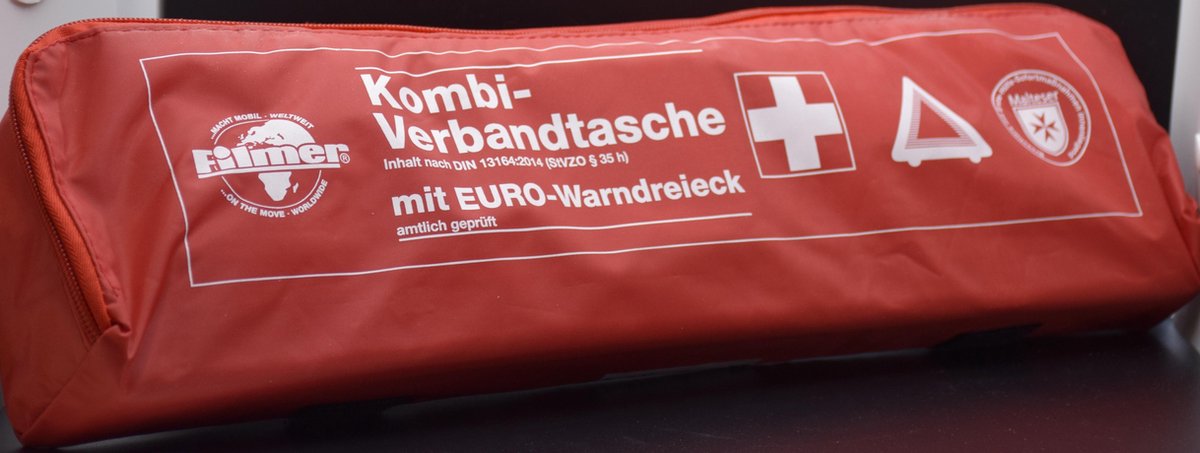 ...MACHT MOBIL - WELTWEIT
Filmer®
...ON THE MOVE - WORLDWIDE
Kombi-
Verbandtasche
Inhalt nach DIN 13164:2014 (StVZO § 35 h)
mit EURO-Warndreieck
amtlich geprüft
Malteser